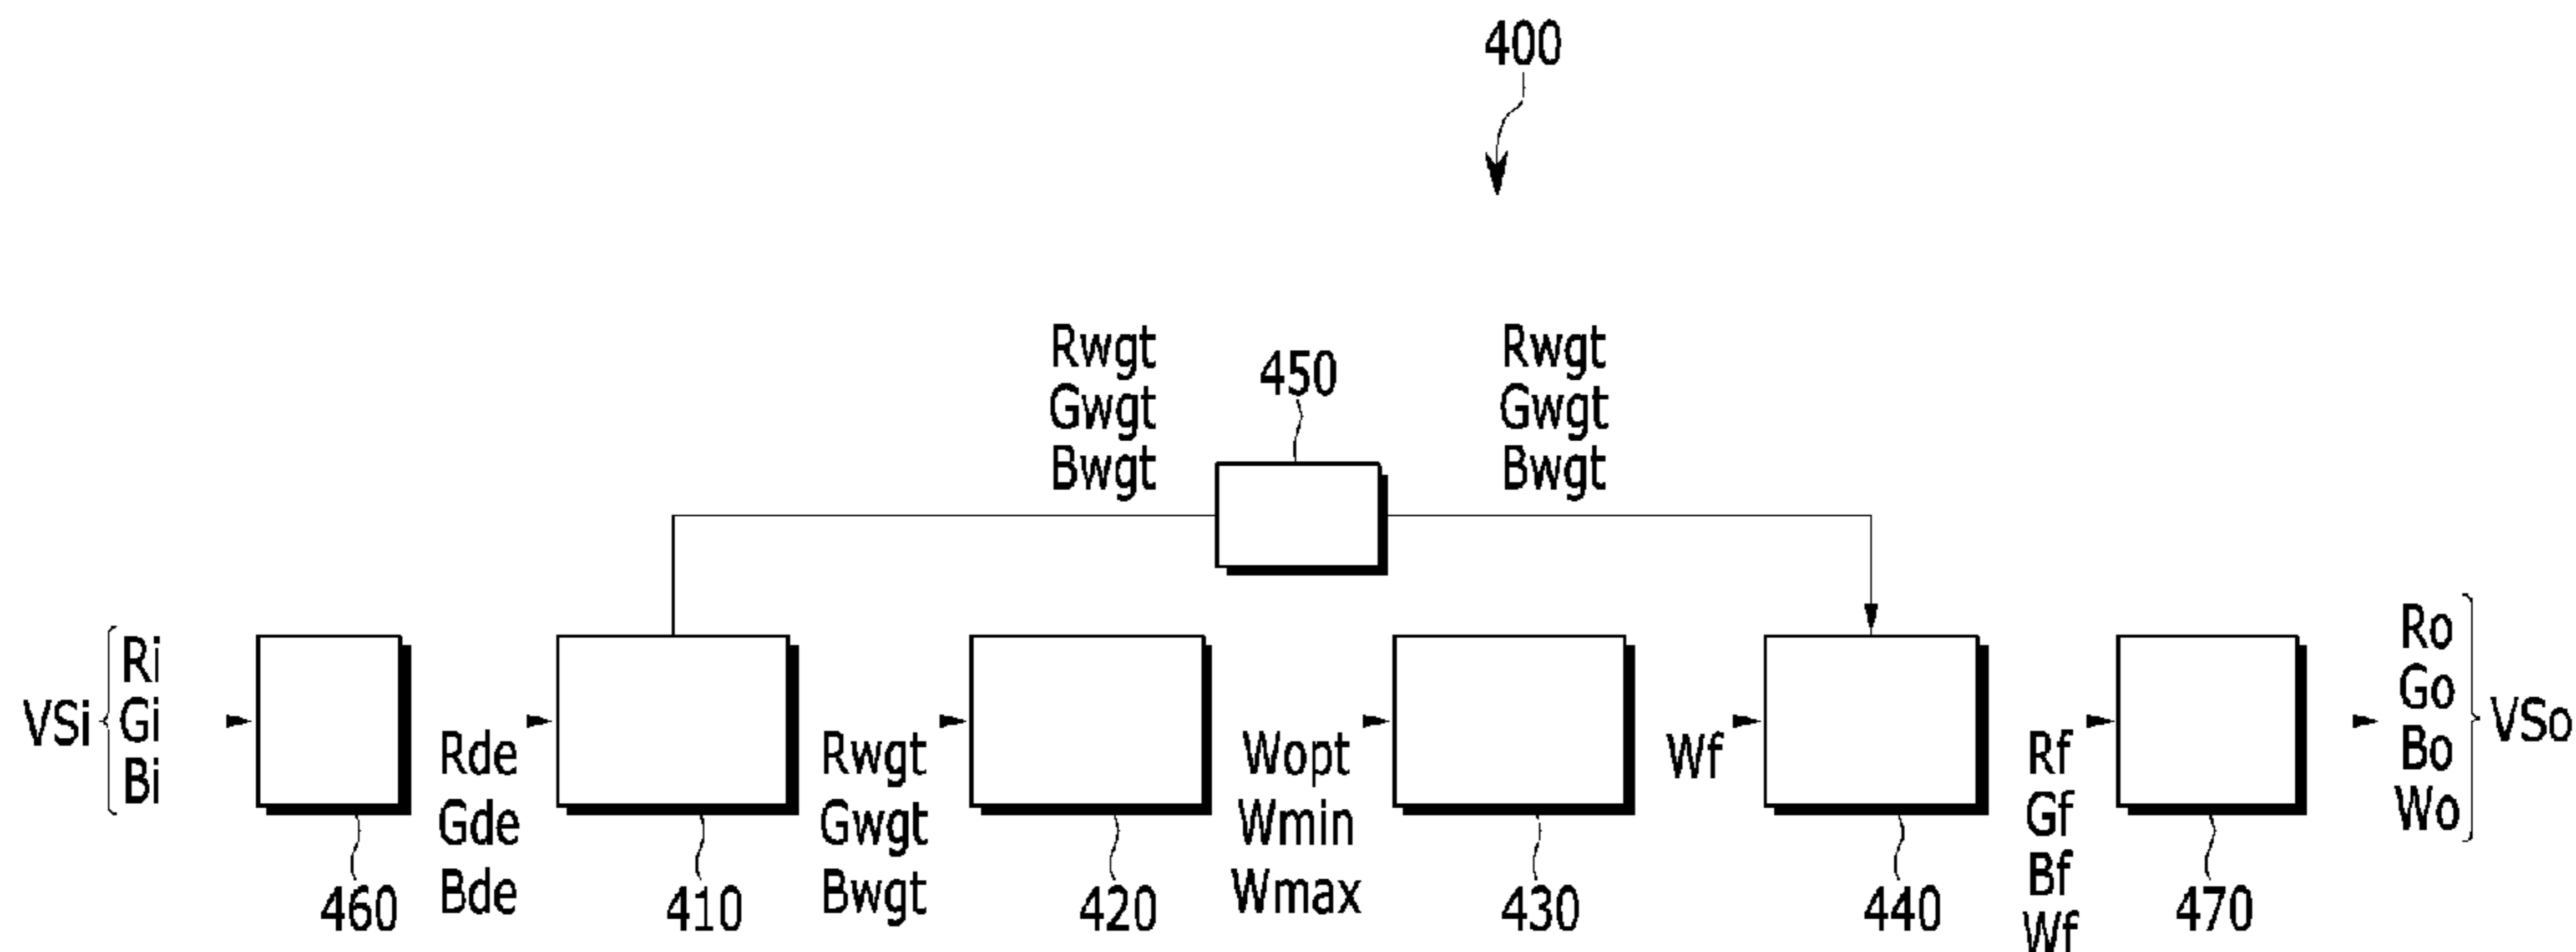 400
Rwgt
Gwgt
Bwgt
450
Rwgt
Gwgt
Bwgt
VSi
Ri
Gi
Bi
460
Rde
Gde
Bde
410
Rwgt
Gwgt
Bwgt
420
Wopt
Wmin
Wmax
430
Wf
440
Rf
Gf
Bf
Wf
470
Ro
Go
Bo
Wo
VSo